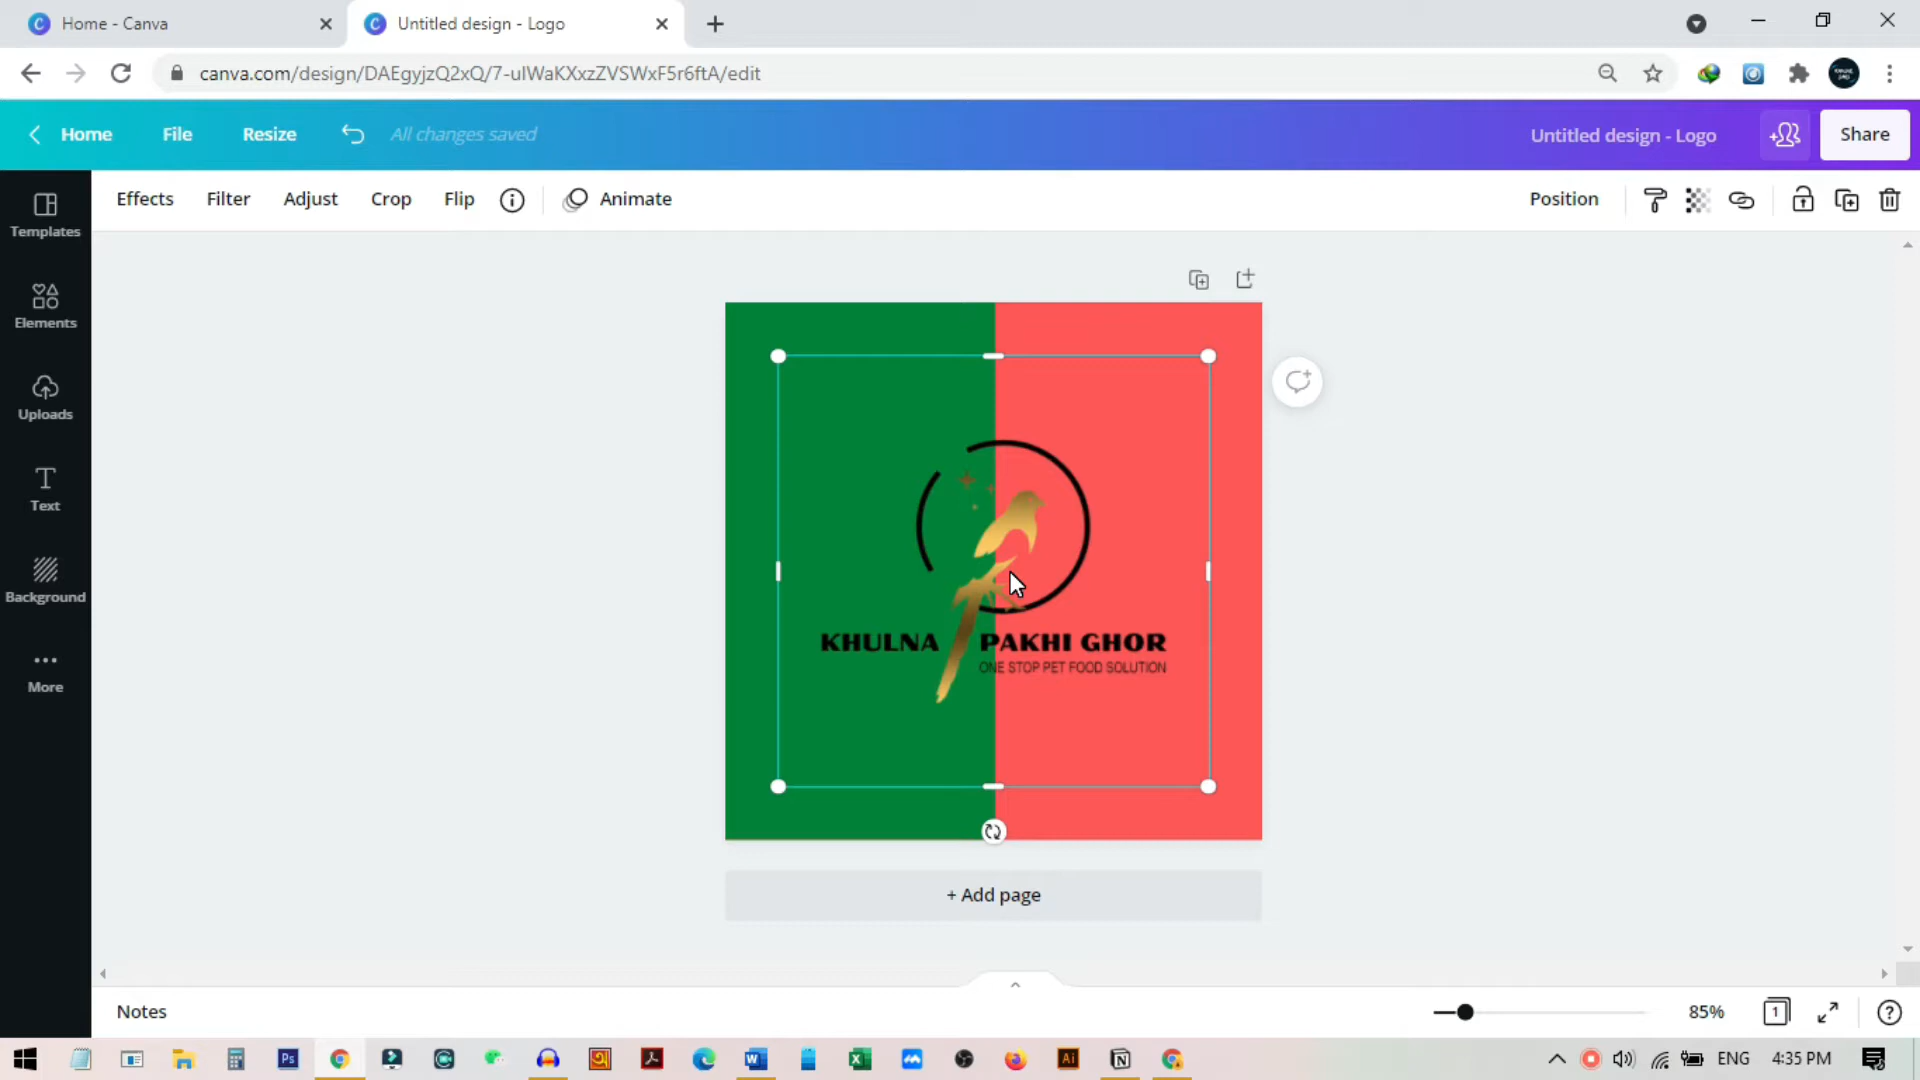 Home - Canva
Untitled design - Logo
canva.com/design/DAEgyjzQ2xQ/7-uIWaKXxzZVSWxF5r6ftA/edit
Home
File
Resize
All changes saved
Untitled design - Logo
Share
Effects
Filter
Adjust
Crop
Flip
Animate
Position
Templates
Elements
Uploads
Text
Background
More
KHULNA PAKHI GHOR
ONE STOP PET FOOD SOLUTION
+ Add page
Notes
85%
1
ENG
4:35 PM